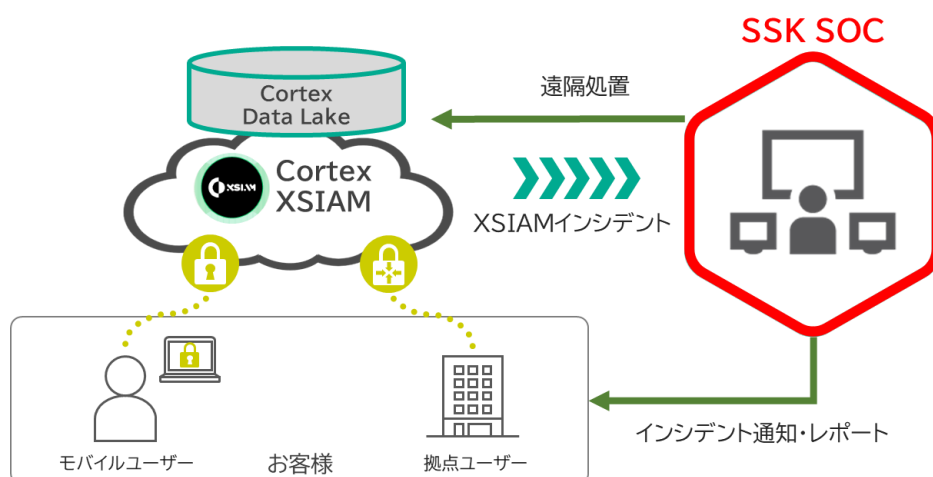 SSK SOC
Cortex
Data Lake
遠隔処置
XSIAM
Cortex
XSIAM
XSIAMインシデント
インシデント通知・レポート
モバイルユーザー
お客様
拠点ユーザー